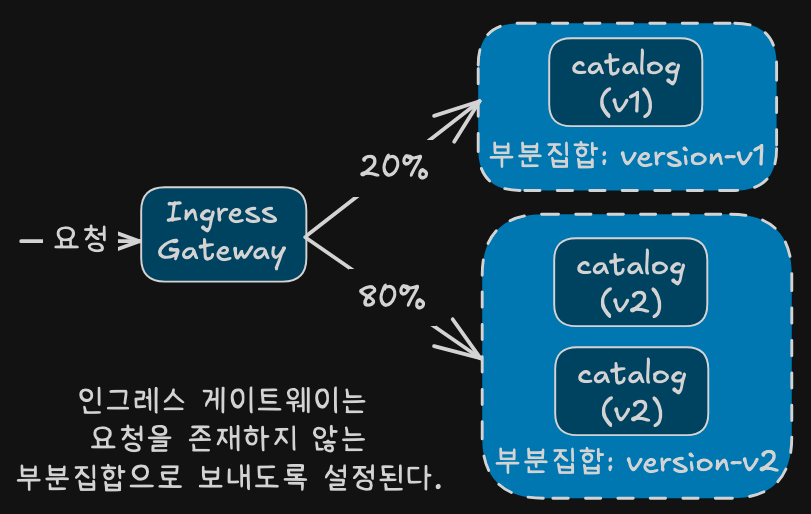 catalog
(v1)
부분집합: version-v1
20%
요청
Ingress
Gateway
80%
catalog
(v2)
catalog
(v2)
부분집합: version-v2
인그레스 게이트웨이는
요청을 존재하지 않는
부분집합으로 보내도록 설정된다.